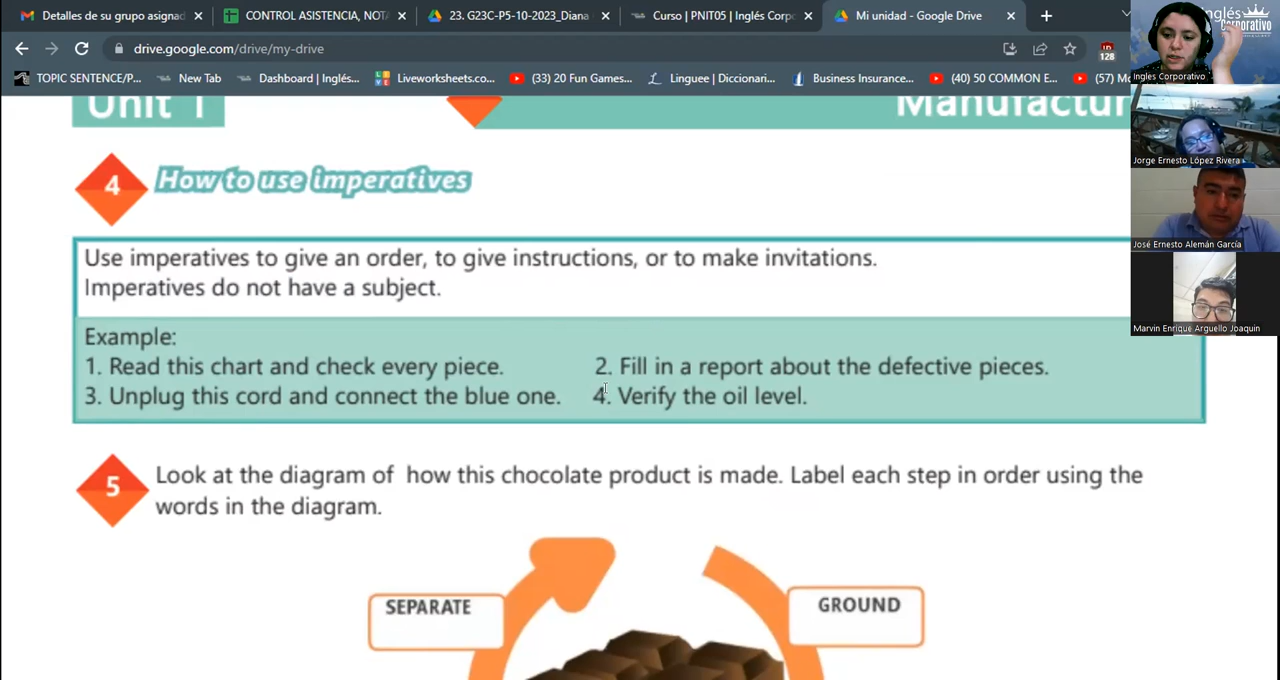 Detalles de su grupo asignad
CONTROL ASISTENCIA, NOTA
23. G23C-P5-10-2023_Diana
Curso | PNIT05 | Inglés Corpo
Mi unidad - Google Drive
drive.google.com/drive/my-drive
128
TOPIC SENTENCE/P...
New Tab
Dashboard | Inglés...
Liveworksheets.co...
(33) 20 Fun Games...
Linguee | Diccionari...
Business Insurance...
(40) 50 COMMON E...
(57) Mo
Inglés
Corporativo
Ingles Corporativo
Jorge Ernesto López Rivera
José Ernesto Alemán García
Marvin Enrique Arguello Joaquin
Unit 1
Manufactur
4
How to use imperatives
Use imperatives to give an order, to give instructions, or to make invitations.
Imperatives do not have a subject.
Example:
1. Read this chart and check every piece.
2. Fill in a report about the defective pieces.
3. Unplug this cord and connect the blue one.
4. Verify the oil level.
5
Look at the diagram of how this chocolate product is made. Label each step in order using the
words in the diagram.
SEPARATE
GROUND